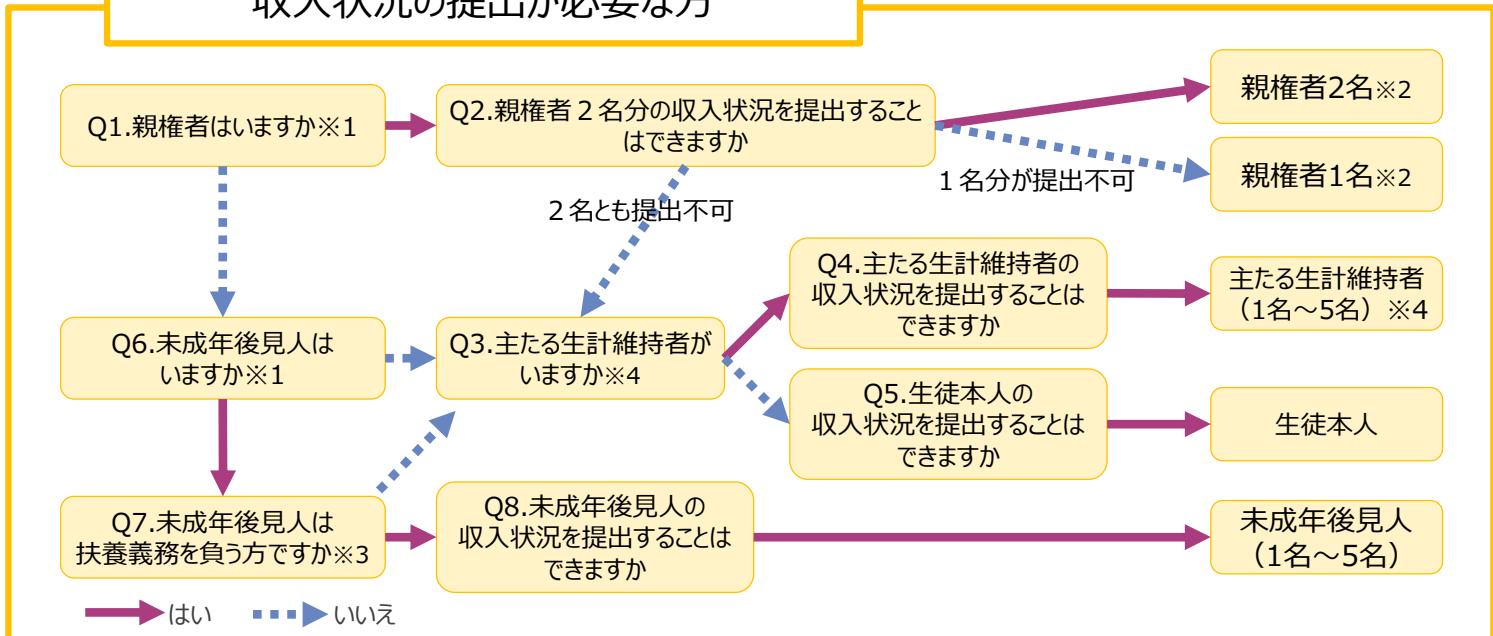 収入状況の提出が必要な方
Q1.親権者はいますか※1
Q2.親権者２名分の収入状況を提出すること
はできますか
親権者2名※2
１名分が提出不可
親権者1名※2
２名とも提出不可
Q4.主たる生計維持者の
収入状況を提出することは
できますか
主たる生計維持者
（1名～5名）※4
Q6.未成年後見人は
いますか※1
Q3.主たる生計維持者が
いますか※4
Q5.生徒本人の
収入状況を提出することは
できますか
生徒本人
Q7.未成年後見人は
扶養義務を負う方ですか※3
Q8.未成年後見人の
収入状況を提出することは
できますか
未成年後見人
（1名～5名）
はい
いいえ